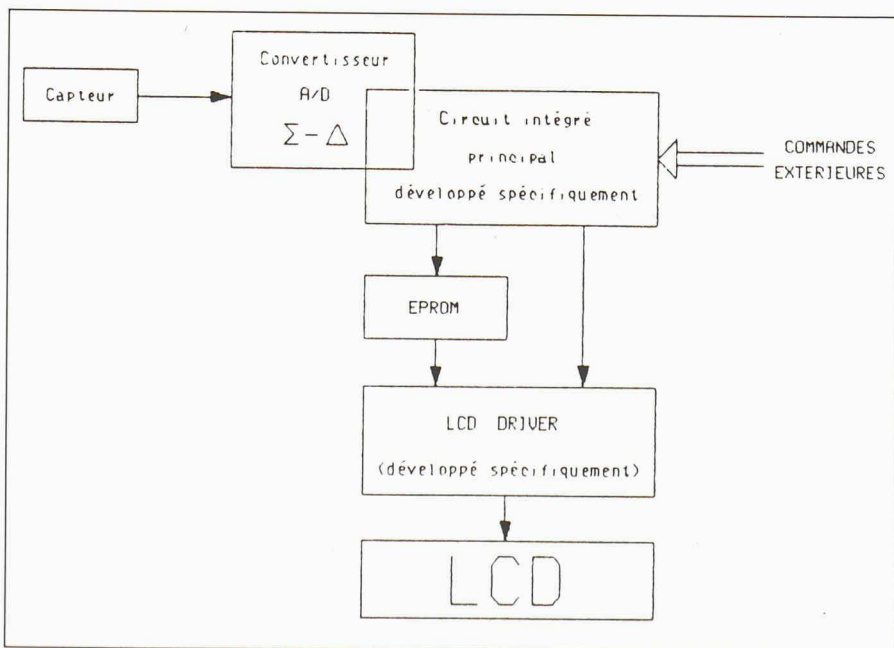 Convertisseur
A/D
Σ-Δ
Capteur
Circuit intégré
principal
développé spécifiquement
COMMANDES
EXTERIEURES
EPROM
LCD DRIVER
(développé spécifiquement)
LCD